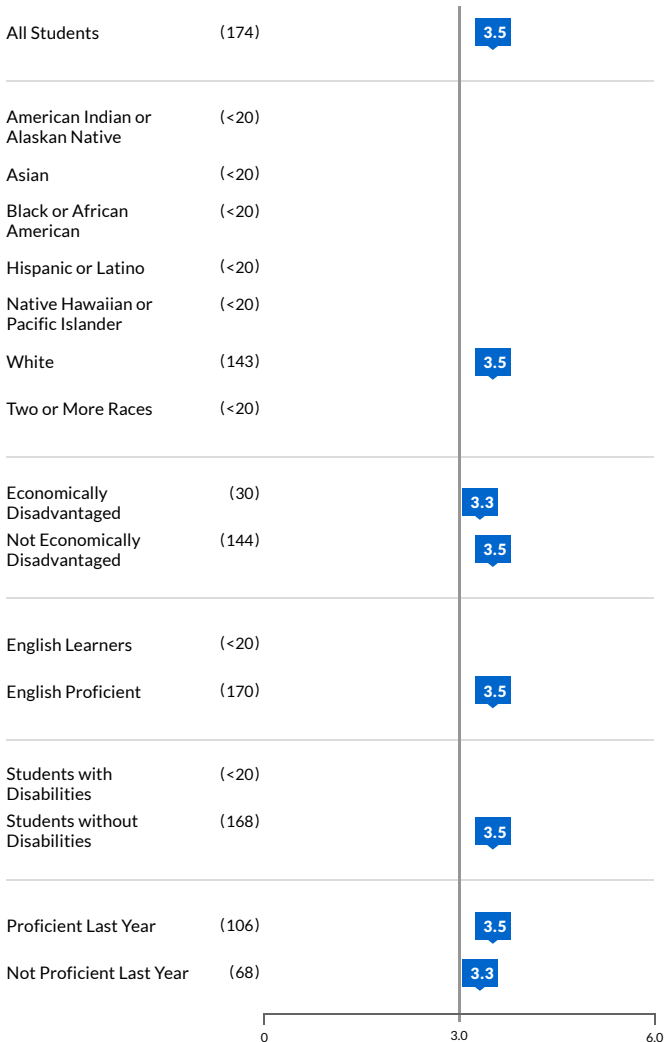 All Students (174) 3.5
American Indian or (<20)
Alaskan Native
Asian (<20)
Black or African (<20)
American
Hispanic or Latino (<20)
Native Hawaiian or (<20)
Pacific Islander
White (143) 3.5
Two or More Races (<20)
Economically (30) 3.3
Disadvantaged
Not Economically (144) 3.5
Disadvantaged
English Learners (<20)
English Proficient (170) 3.5
Students with (<20)
Disabilities
Students without (168) 3.5
Disabilities
Proficient Last Year (106) 3.5
Not Proficient Last Year (68) 3.3
0 3.0 6.0